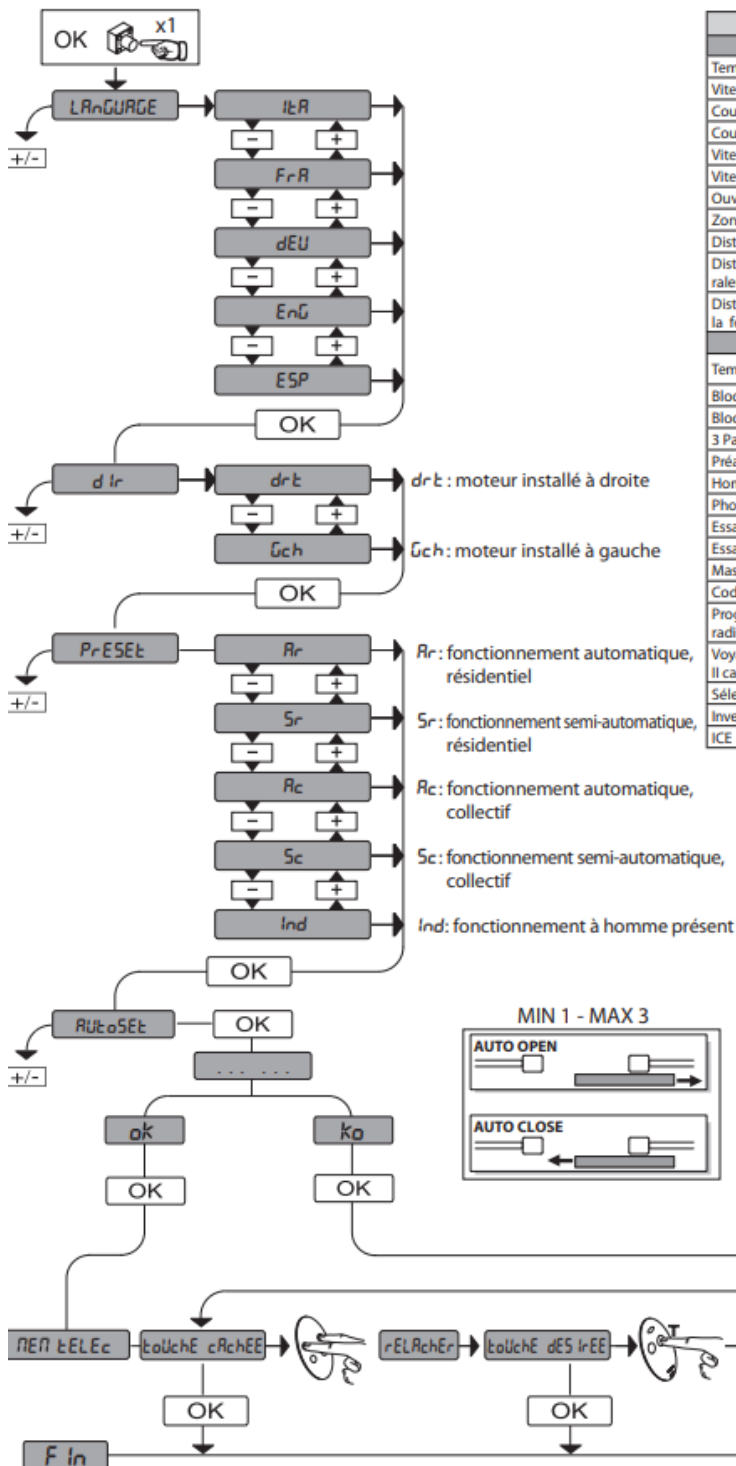 OK x1
LAnGUAGE
+/-
ItA
- +
FrA
- +
dEU
- +
EnG
- +
ESP
OK
dIr
+/-
drt
drt : moteur installé à droite
- +
Gch
Gch : moteur installé à gauche
OK
PrESEt
+/-
Ar
Ar : fonctionnement automatique,
résidentiel
- +
Sr
Sr : fonctionnement semi-automatique,
résidentiel
- +
Ac
Ac : fonctionnement automatique,
collectif
- +
Sc
Sc : fonctionnement semi-automatique,
collectif
- +
Ind
Ind: fonctionnement à homme présent
OK
AUtoSEt
+/-
OK
... ...
ok
ko
OK
OK
MIN 1 - MAX 3
AUTO OPEN
AUTO CLOSE
MEM tELEc
toUchE cAchEE
rELAchEr
toUchE dESIrEE
T
OK
OK
FIn
Tem
Vite
Cou
Cou
Vite
Vite
Ouv
Zon
Dist
Dist
rale
Dist
la f
Tem
Bloc
Bloc
3 Pa
Préa
Hom
Pho
Essa
Essa
Mas
Cod
Prog
radi
Voya
Il ca
Séle
Inve
ICE